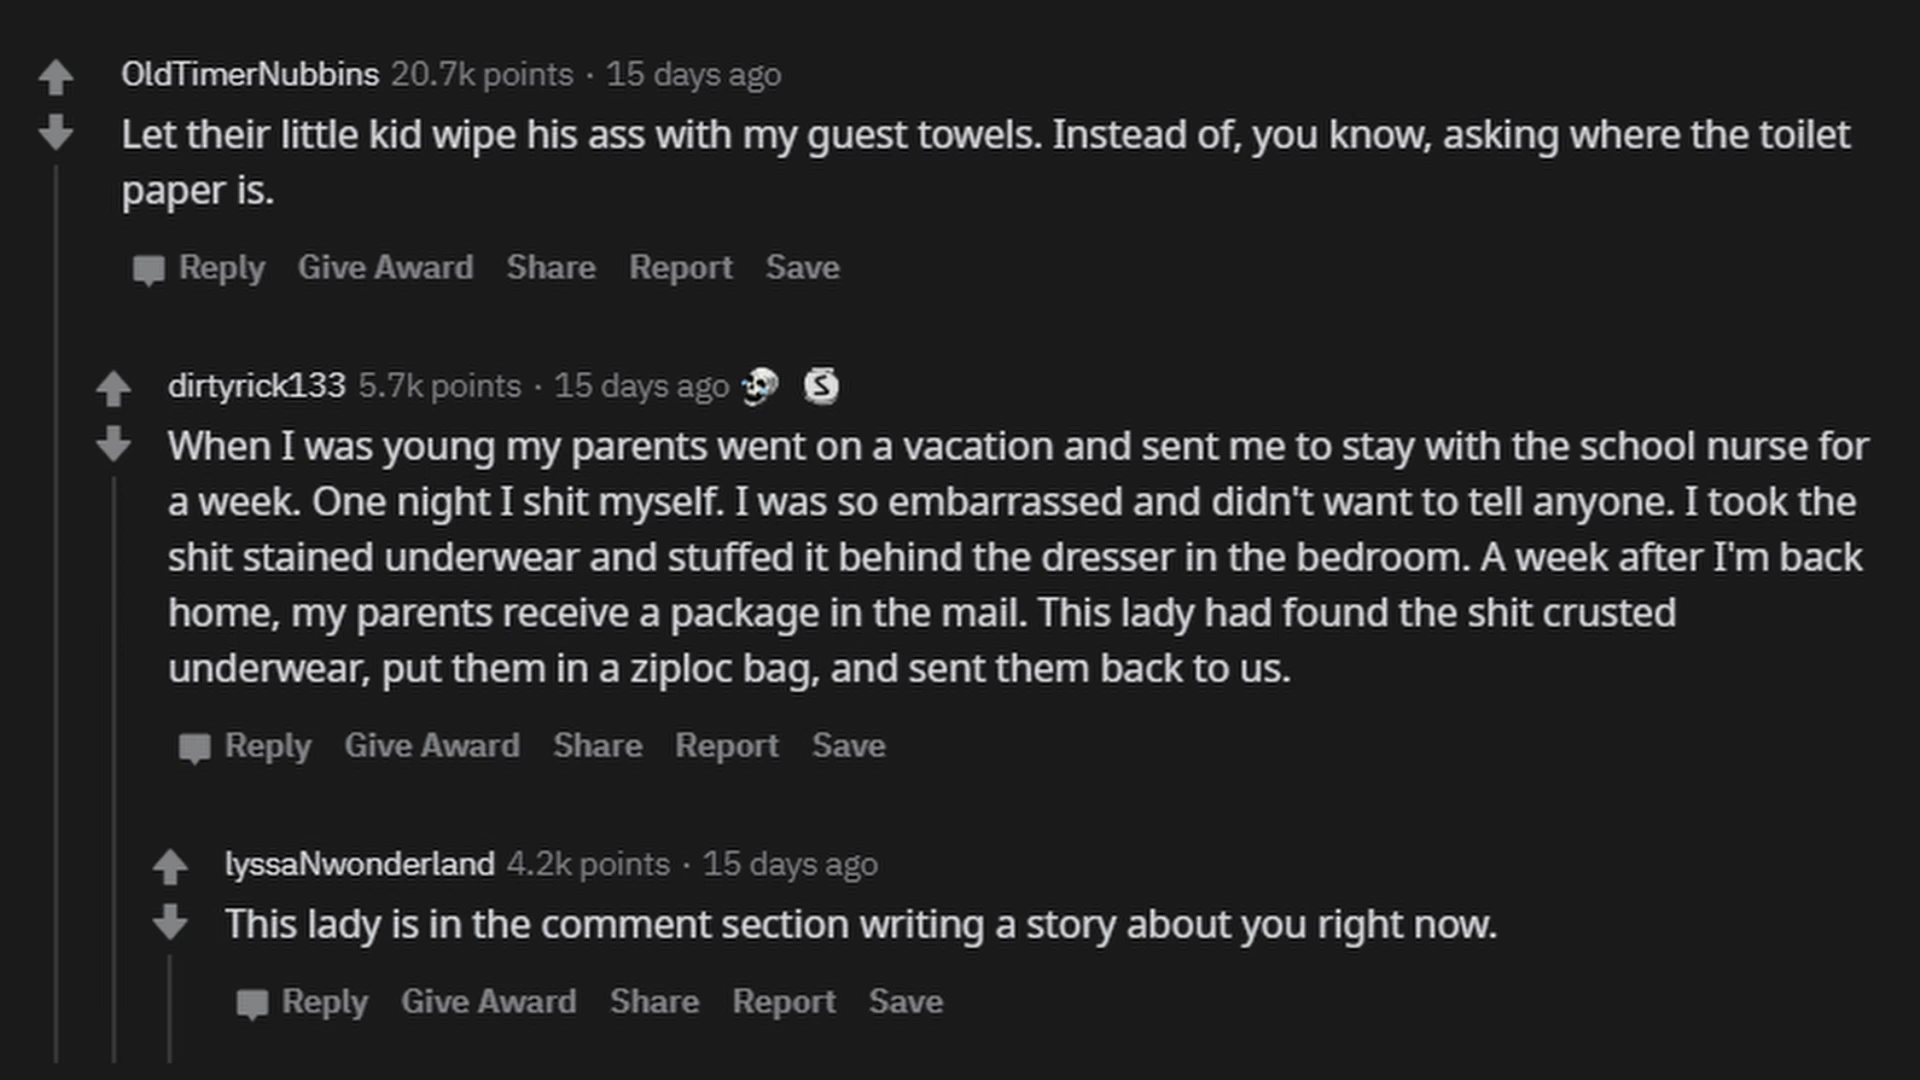 OldTimerNubbins 20.7k points · 15 days ago
Let their little kid wipe his ass with my guest towels. Instead of, you know, asking where the toilet
paper is.
Reply Give Award Share Report Save
dirtyrick133 5.7k points · 15 days ago S
When I was young my parents went on a vacation and sent me to stay with the school nurse for
a week. One night I shit myself. I was so embarrassed and didn't want to tell anyone. I took the
shit stained underwear and stuffed it behind the dresser in the bedroom. A week after I'm back
home, my parents receive a package in the mail. This lady had found the shit crusted
underwear, put them in a ziploc bag, and sent them back to us.
Reply Give Award Share Report Save
lyssaNwonderland 4.2k points · 15 days ago
This lady is in the comment section writing a story about you right now.
Reply Give Award Share Report Save